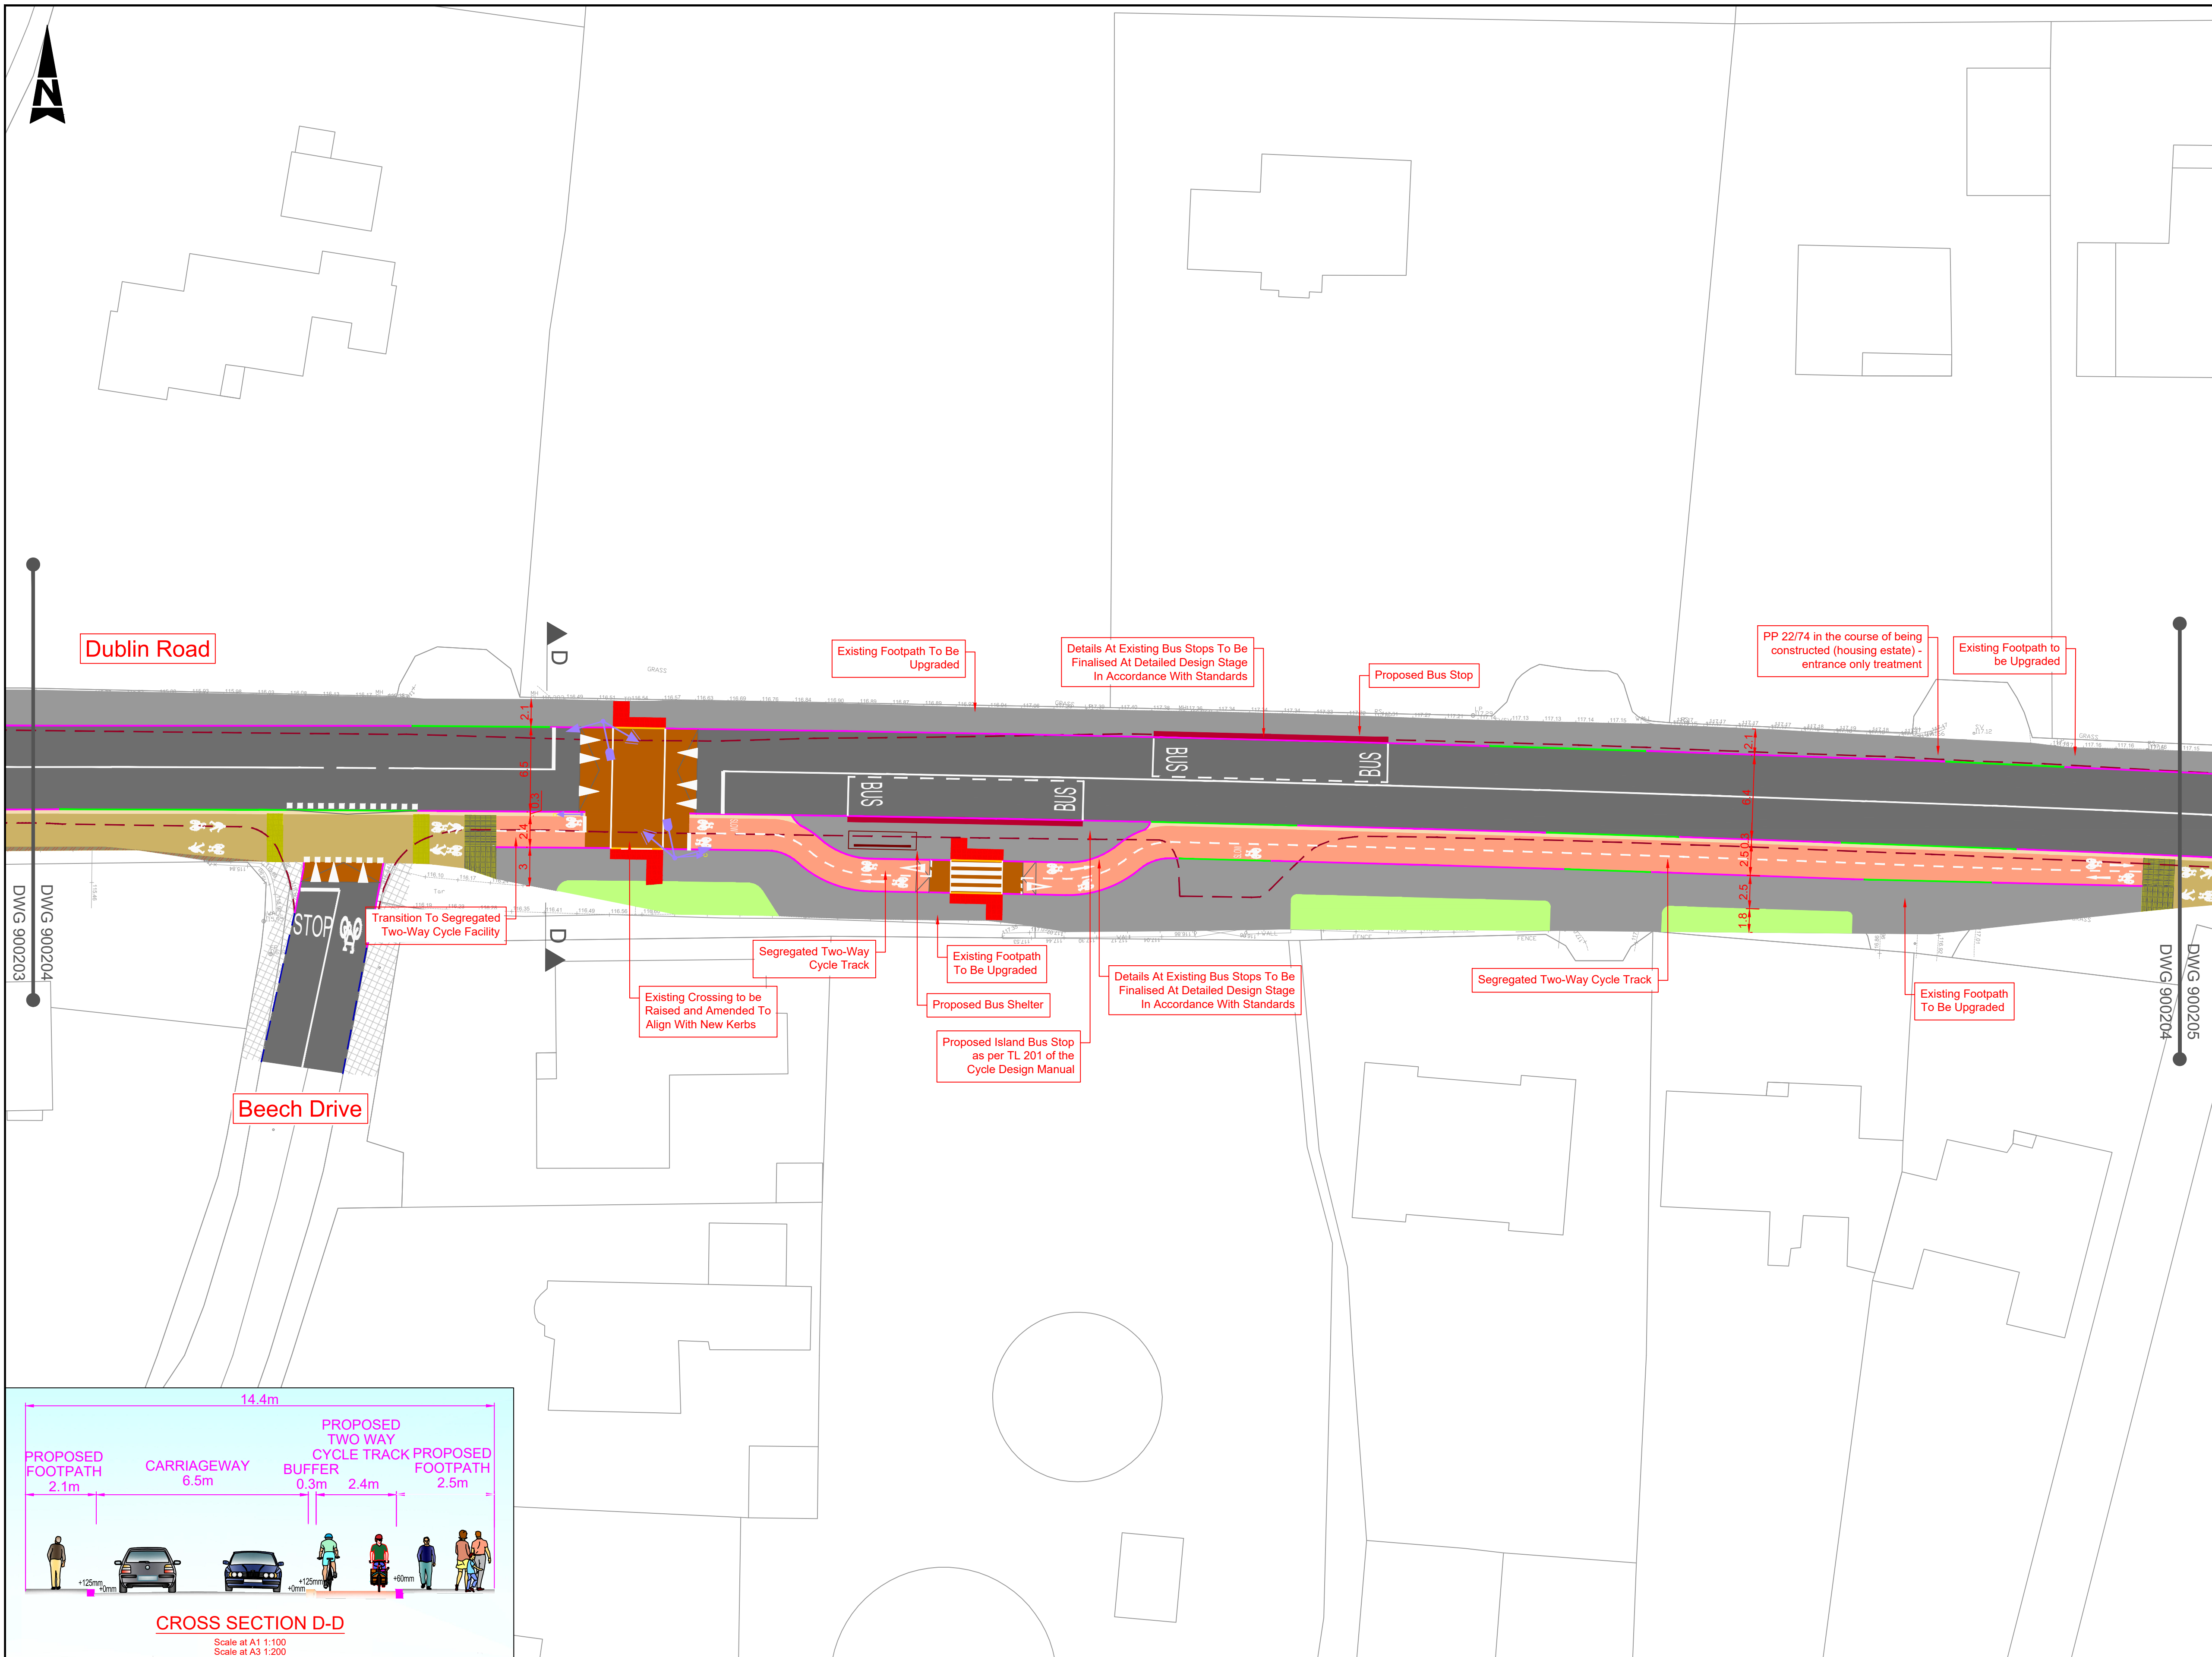 N
Dublin Road
D
GRASS
Existing Footpath To Be
Upgraded
Details At Existing Bus Stops To Be
Finalised At Detailed Design Stage
In Accordance With Standards
Proposed Bus Stop
PP 22/74 in the course of being
constructed (housing estate) -
entrance only treatment
Existing Footpath to
be Upgraded
2.1
6.5
0.3
2.4
3
BUS
BUS
BUS
BUS
2.1
6.4
0.3
2.5
2.5
1.8
STOP
DWG 900203
DWG 900204
Transition To Segregated
Two-Way Cycle Facility
D
Segregated Two-Way
Cycle Track
Existing Footpath
To Be Upgraded
Details At Existing Bus Stops To Be
Finalised At Detailed Design Stage
In Accordance With Standards
Segregated Two-Way Cycle Track
Existing Footpath
To Be Upgraded
DWG 900204
DWG 900205
Existing Crossing to be
Raised and Amended To
Align With New Kerbs
Proposed Bus Shelter
Proposed Island Bus Stop
as per TL 201 of the
Cycle Design Manual
FENCE
FENCE
Beech Drive
14.4m
PROPOSED
FOOTPATH
2.1m
CARRIAGEWAY
6.5m
BUFFER
0.3m
PROPOSED
TWO WAY
CYCLE TRACK
2.4m
PROPOSED
FOOTPATH
2.5m
+125mm
+0mm
+0mm
+125mm
+60mm
CROSS SECTION D-D
Scale at A1 1:100
Scale at A3 1:200